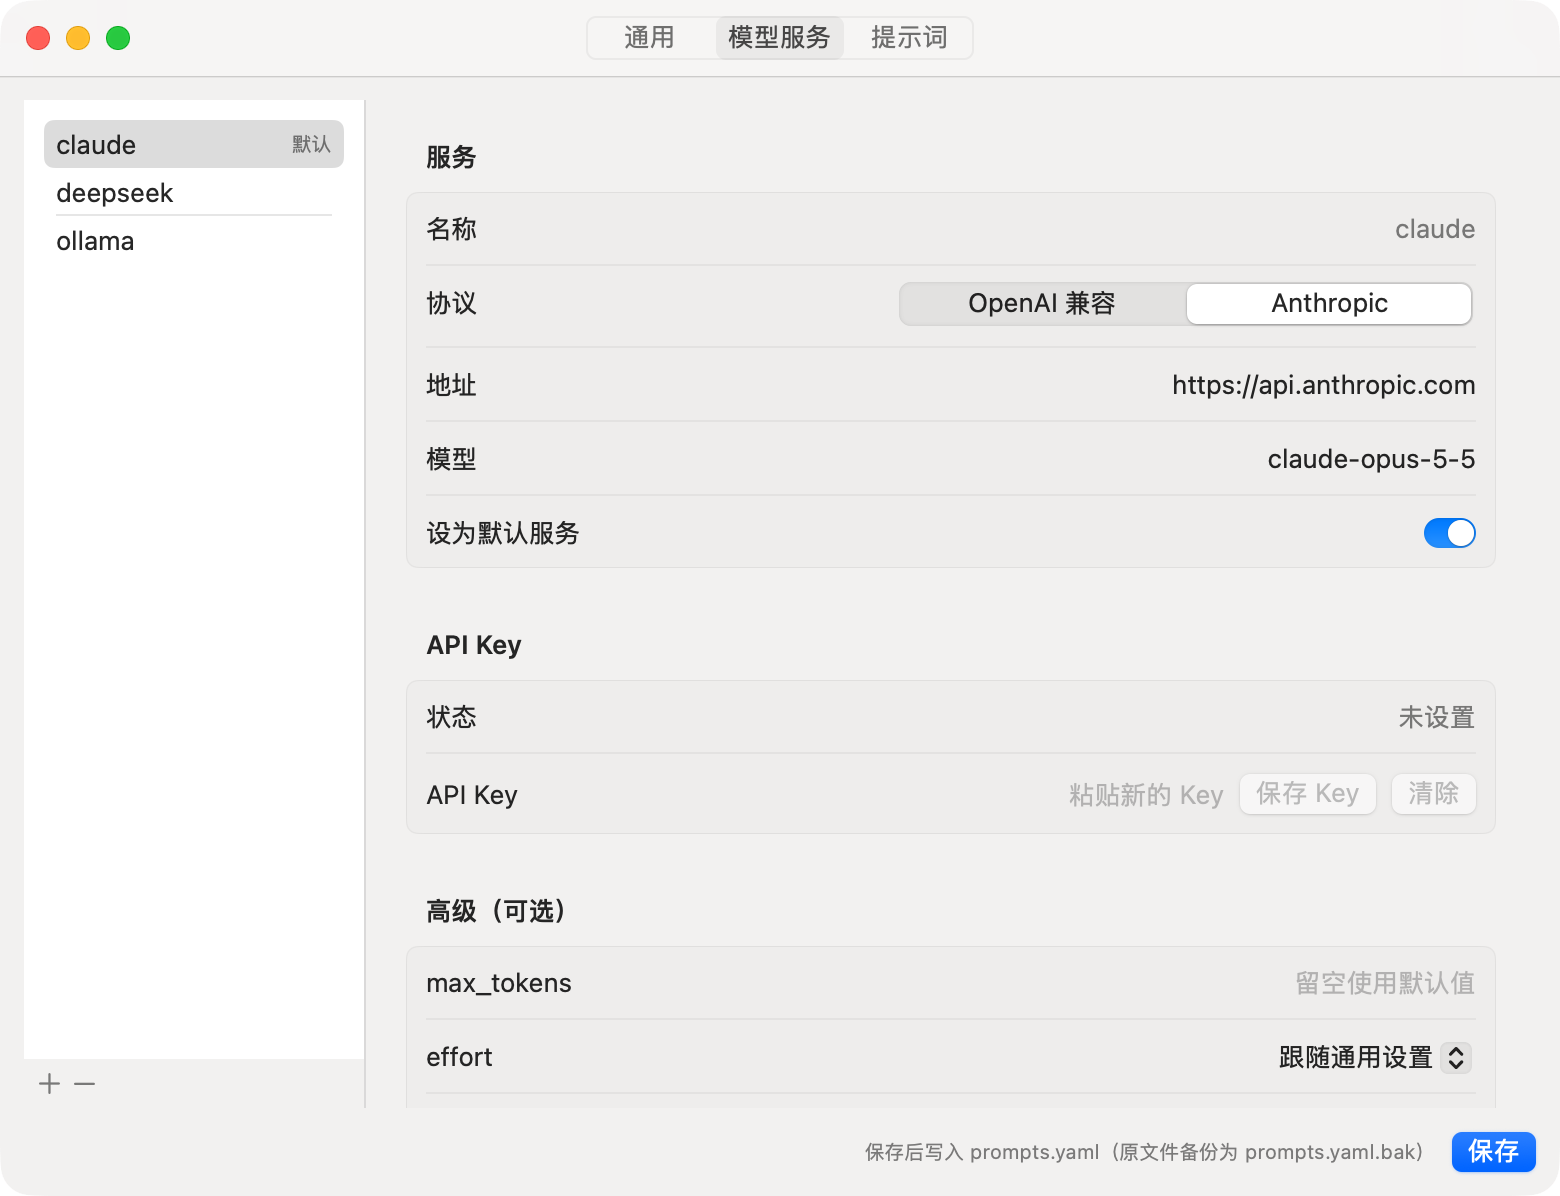 通用 模型服务 提示词
claude 默认
deepseek
ollama
服务
名称 claude
协议 OpenAI 兼容 Anthropic
地址 https://api.anthropic.com
模型 claude-opus-5-5
设为默认服务
API Key
状态 未设置
API Key 粘贴新的 Key 保存 Key 清除
高级（可选）
max_tokens 留空使用默认值
effort 跟随通用设置
保存后写入 prompts.yaml（原文件备份为 prompts.yaml.bak） 保存